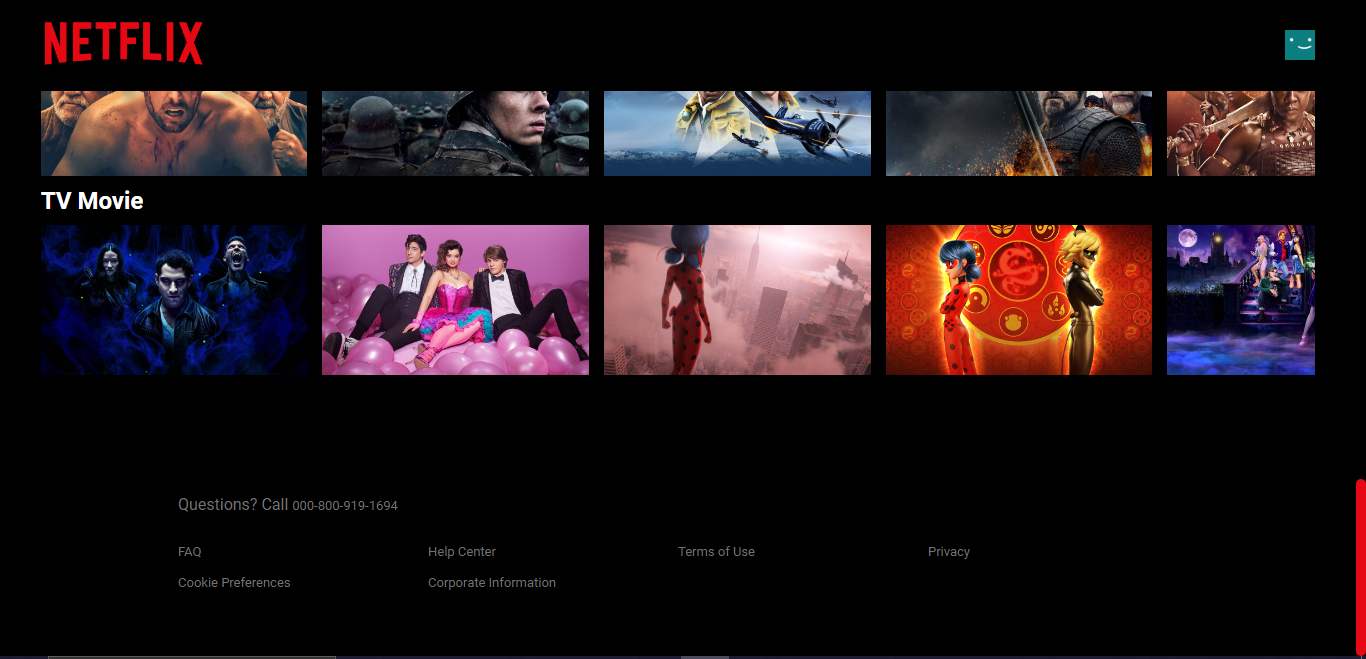 NETFLIX
TV Movie
Questions? Call 000-800-919-1694
FAQ
Help Center
Terms of Use
Privacy
Cookie Preferences
Corporate Information